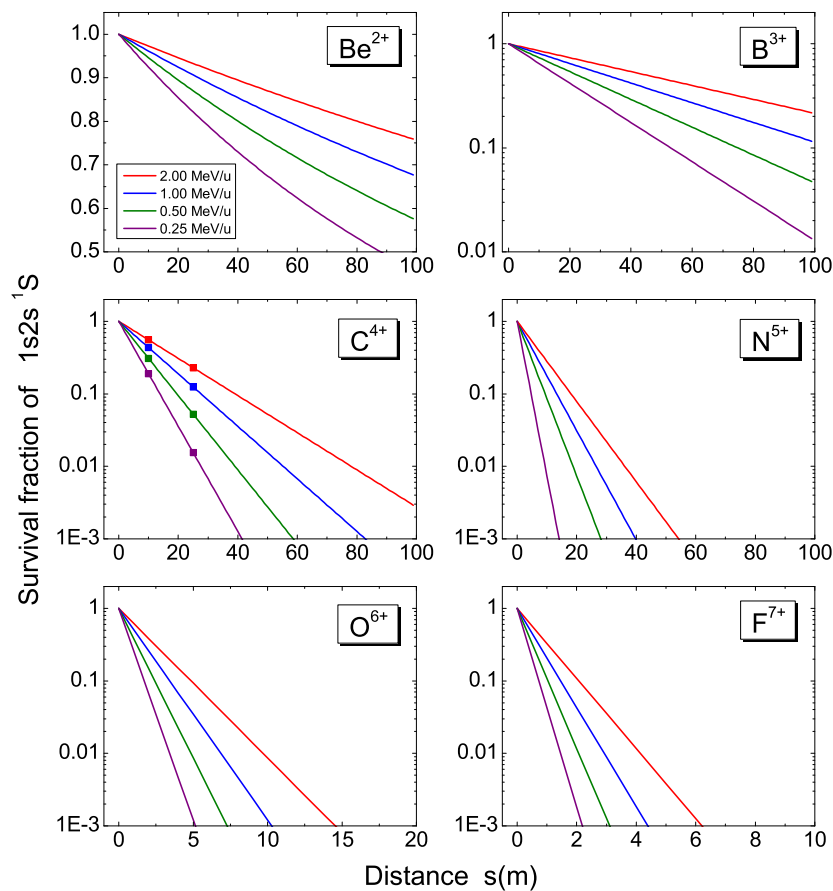 Be2+
B3+
1.0
0.9
0.8
0.7
0.6
0.5
2.00 MeV/u
1.00 MeV/u
0.50 MeV/u
0.25 MeV/u
0 20 40 60 80 100
1
0.1
0.01
0 20 40 60 80 100
Survival fraction of 1s2s 1S
C4+
N5+
1
0.1
0.01
1E-3
0 20 40 60 80 100
1
0.1
0.01
1E-3
0 20 40 60 80 100
O6+
F7+
1
0.1
0.01
1E-3
0 5 10 15 20
1
0.1
0.01
1E-3
0 2 4 6 8 10
Distance s(m)